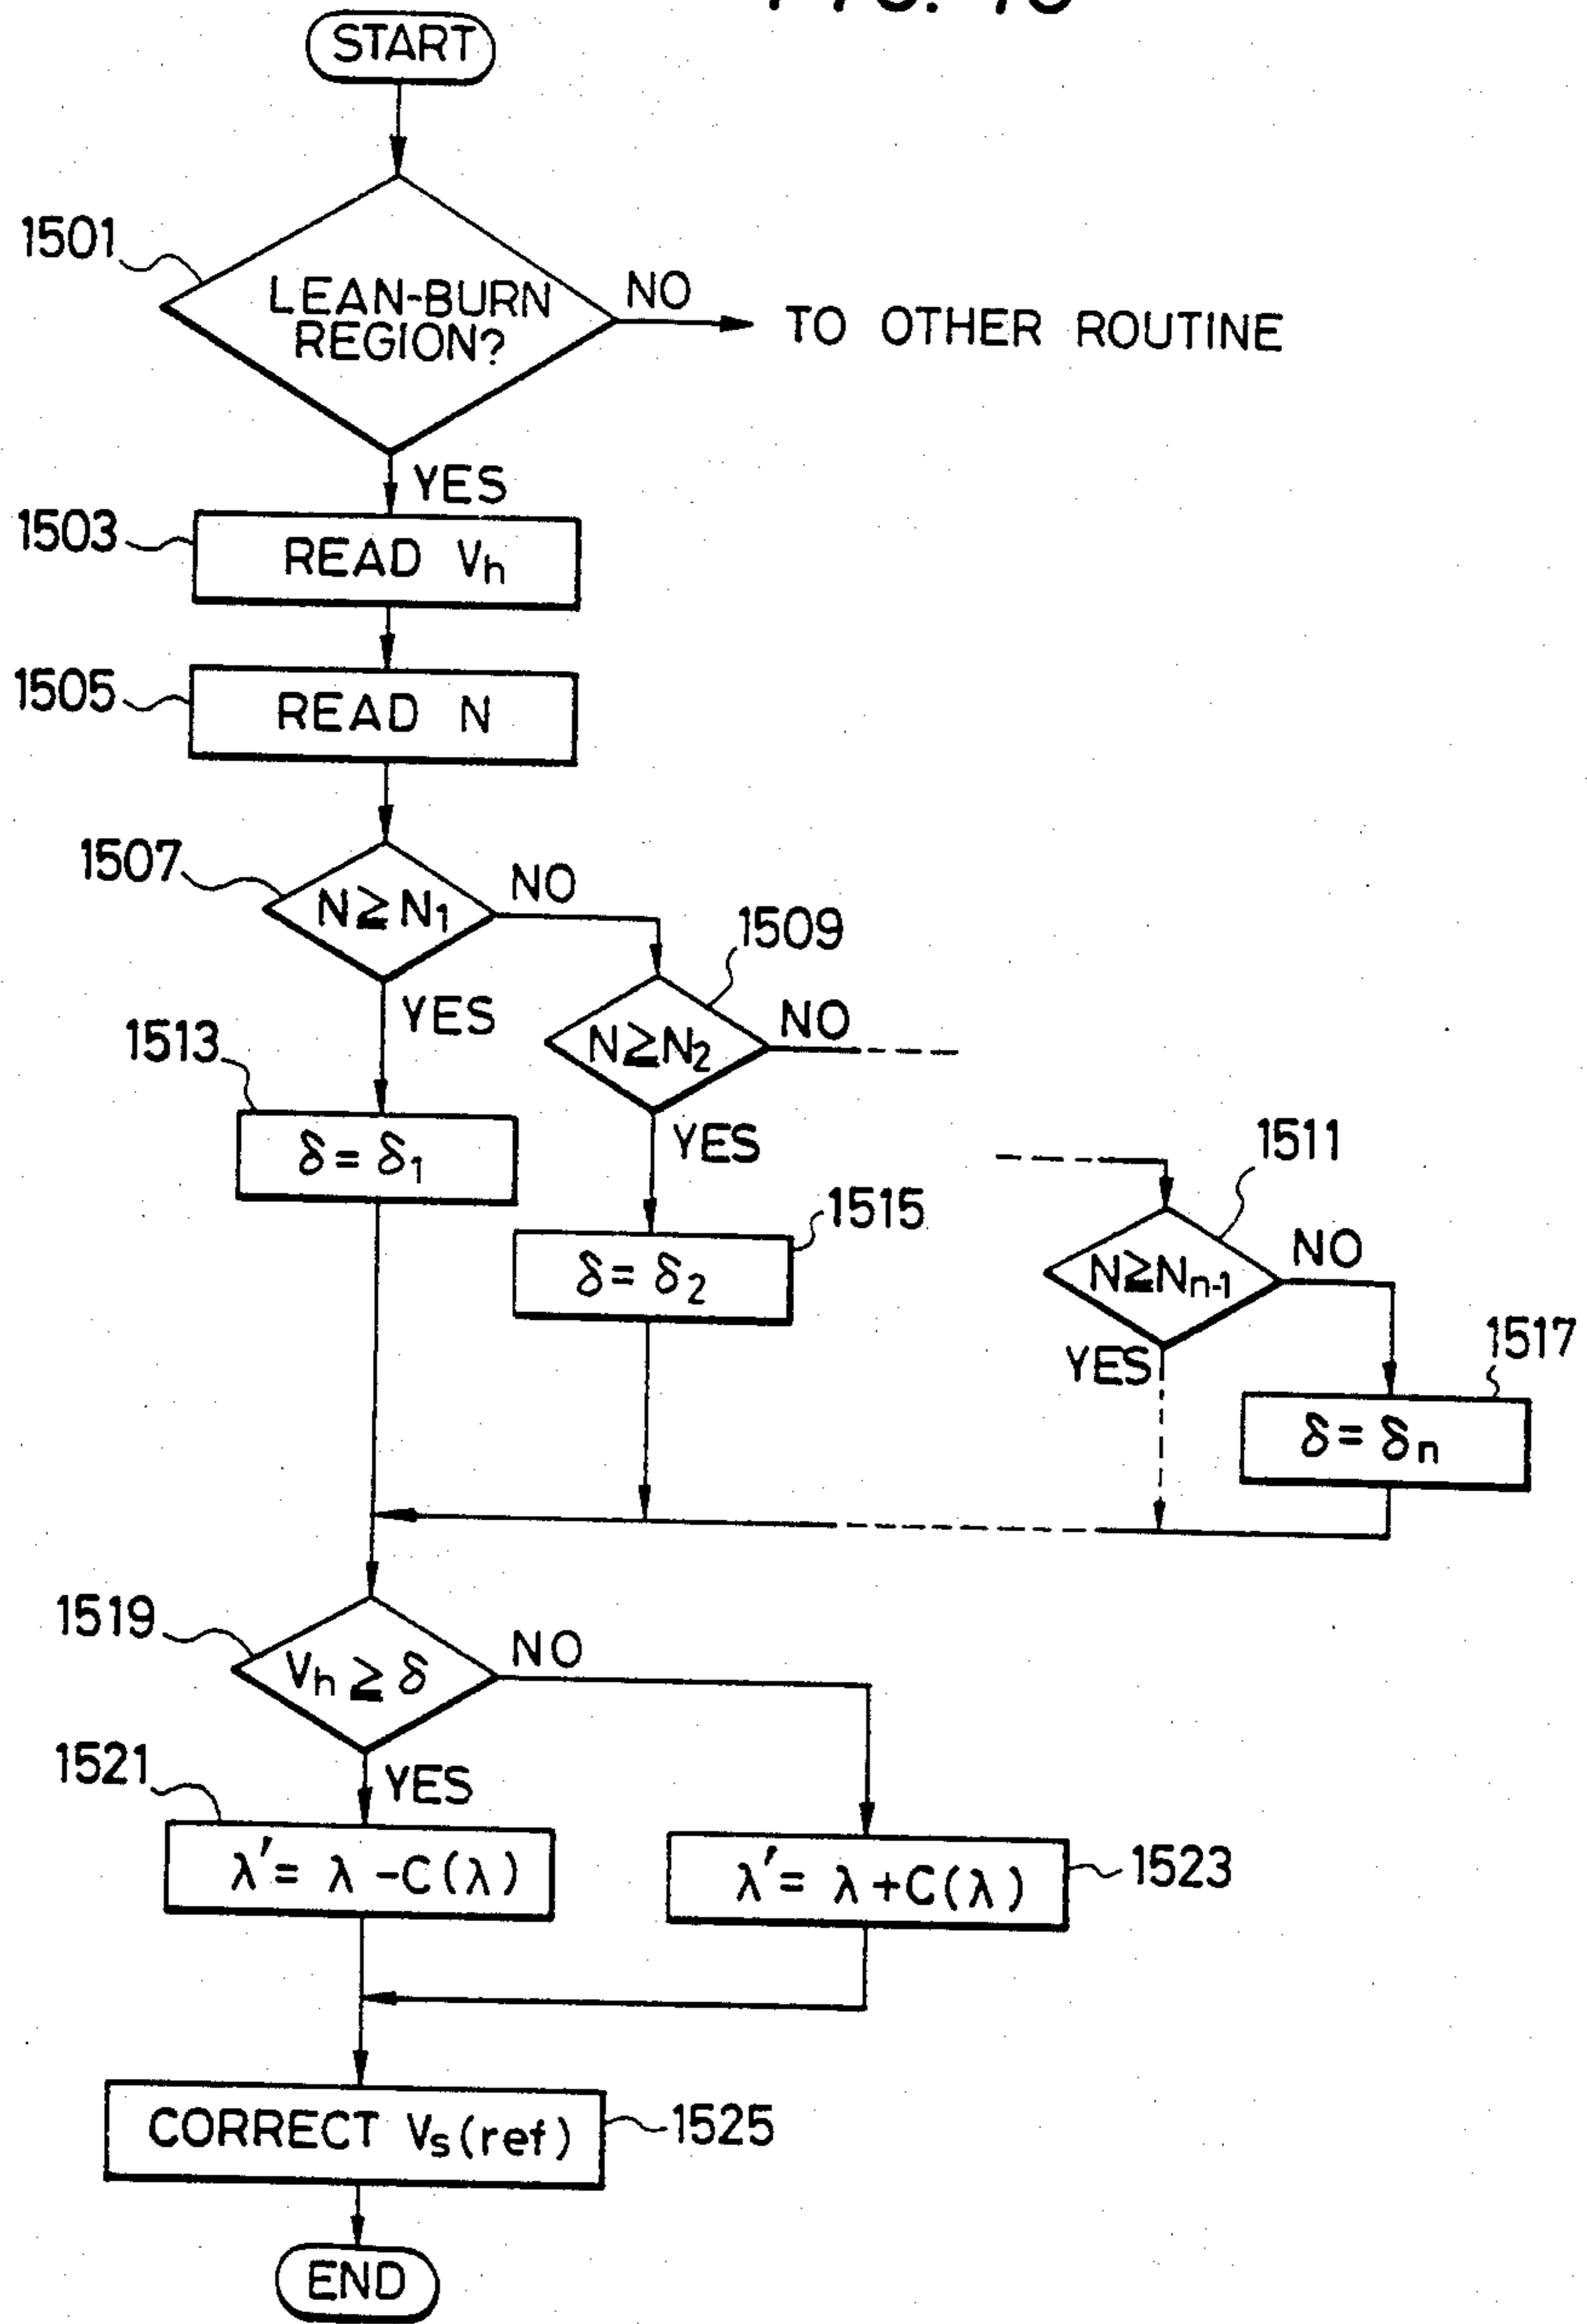 START
1501
LEAN-BURN
REGION?
NO
TO OTHER ROUTINE
YES
1503
READ Vh
1505
READ N
1507
N≧N1
NO
1509
YES
N≧N2
NO
1513
δ=δ1
YES
1511
1515
δ=δ2
N≧Nn-1
NO
YES
1517
δ=δn
1519
Vh≧δ
NO
1521
YES
λ'=λ-C(λ)
λ'=λ+C(λ)
1523
CORRECT Vs(ref)
1525
END